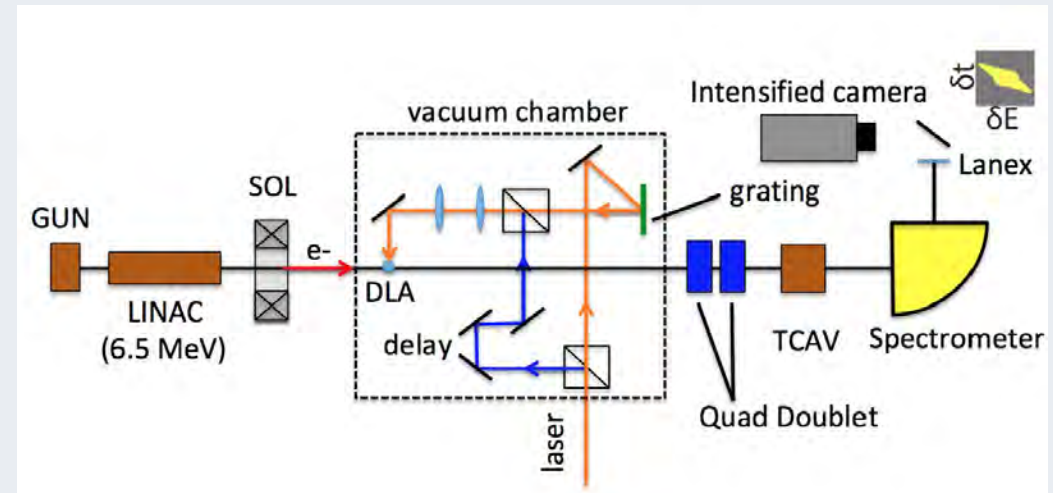 Intensified camera
δt
δE
vacuum chamber
Lanex
SOL
grating
GUN
e-
DLA
LINAC
(6.5 MeV)
delay
TCAV
Spectrometer
Quad Doublet
laser